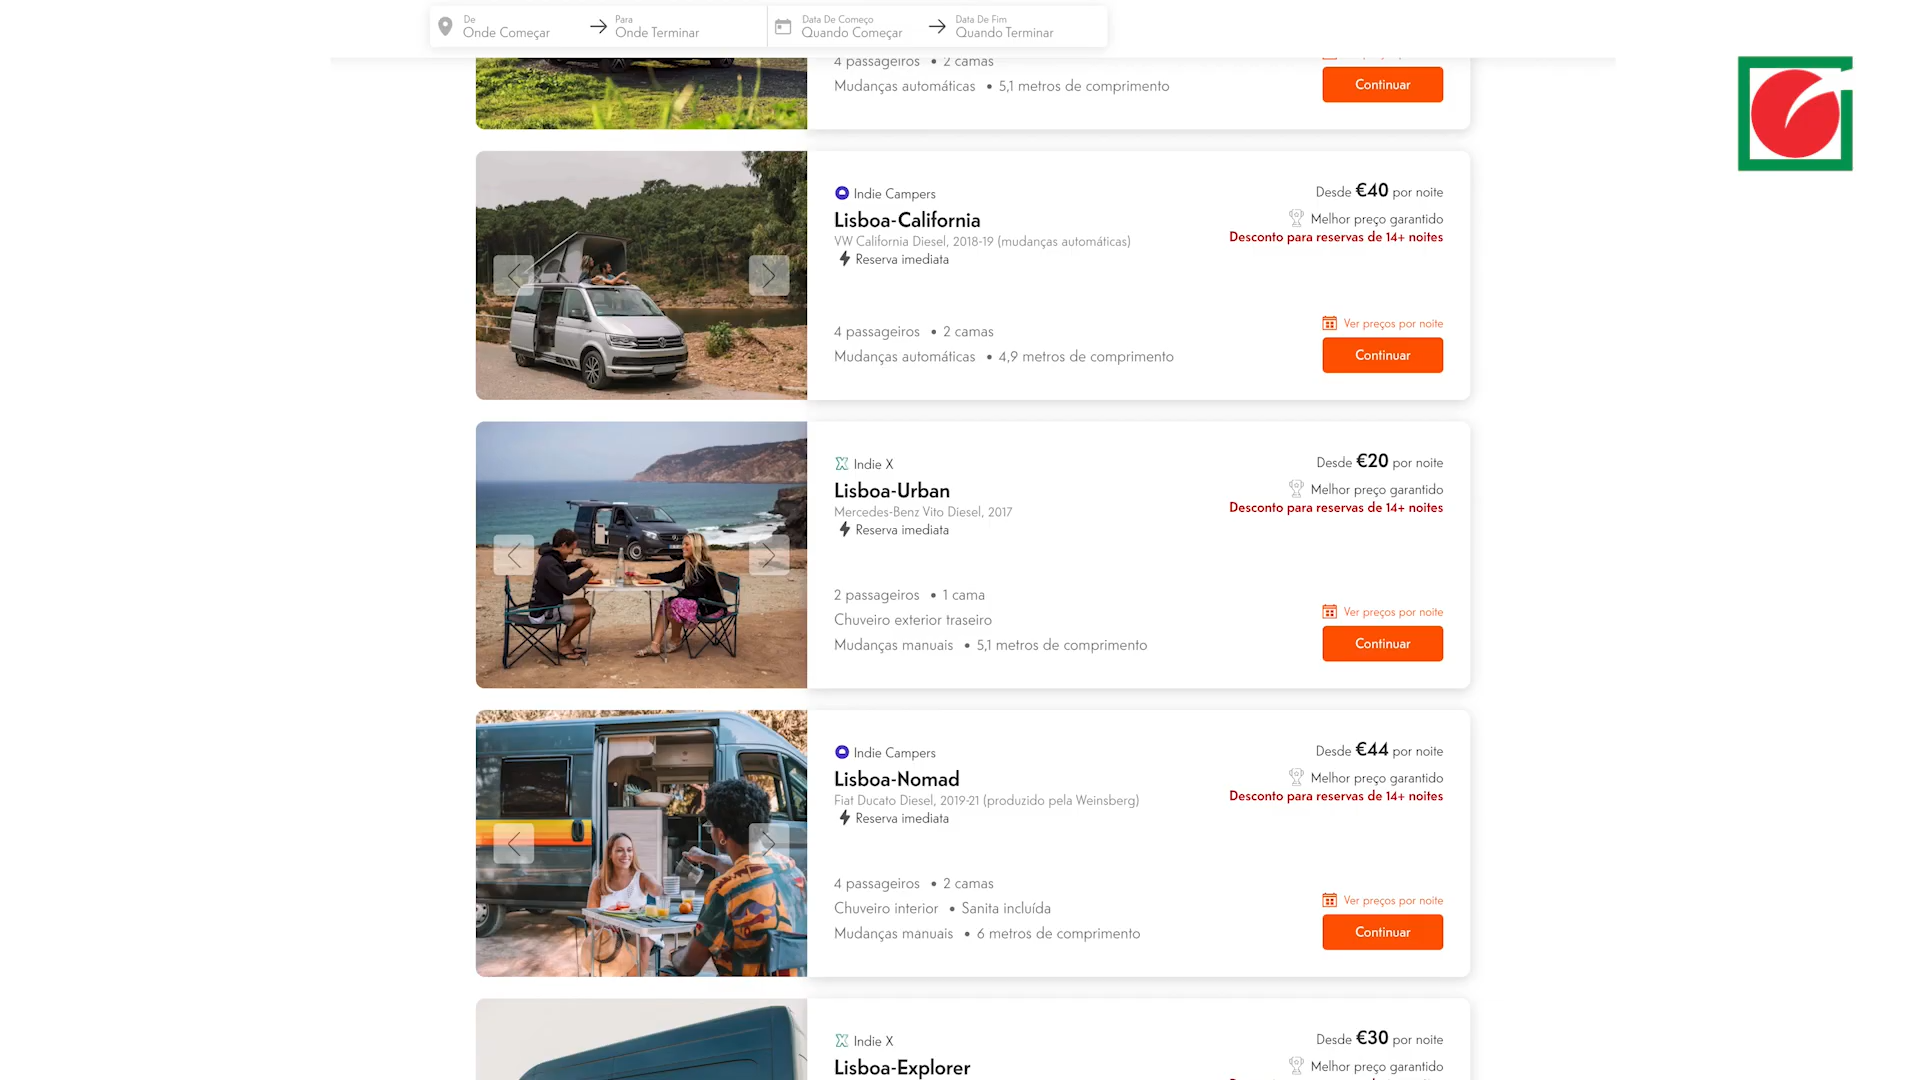 De
Onde Começar
Para
Onde Terminar
Data De Começo
Quando Começar
Data De Fim
Quando Terminar
4 passageiros • 2 camas
Mudanças automáticas • 5,1 metros de comprimento
Continuar
Indie Campers
Lisboa-California
VW California Diesel, 2018-19 (mudanças automáticas)
Reserva imediata
4 passageiros • 2 camas
Mudanças automáticas • 4,9 metros de comprimento
Desde €40 por noite
Melhor preço garantido
Desconto para reservas de 14+ noites
Ver preços por noite
Continuar
Indie X
Lisboa-Urban
Mercedes-Benz Vito Diesel, 2017
Reserva imediata
2 passageiros • 1 cama
Chuveiro exterior traseiro
Mudanças manuais • 5,1 metros de comprimento
Desde €20 por noite
Melhor preço garantido
Desconto para reservas de 14+ noites
Ver preços por noite
Continuar
Indie Campers
Lisboa-Nomad
Fiat Ducato Diesel, 2019-21 (produzido pela Weinsberg)
Reserva imediata
4 passageiros • 2 camas
Chuveiro interior • Sanita incluída
Mudanças manuais • 6 metros de comprimento
Desde €44 por noite
Melhor preço garantido
Desconto para reservas de 14+ noites
Ver preços por noite
Continuar
Indie X
Lisboa-Explorer
Desde €30 por noite
Melhor preço garantido